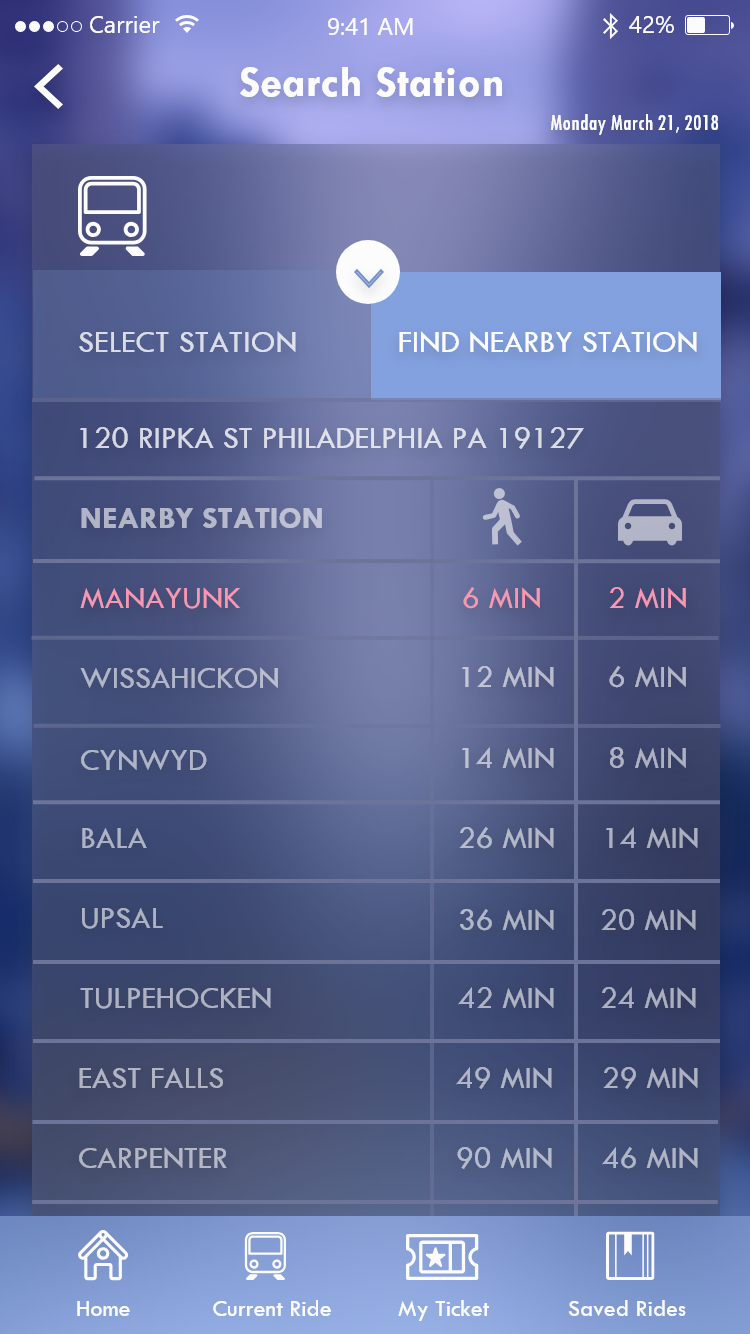 Carrier 9:41 AM 42%
Search Station
Monday March 21, 2018
SELECT STATION FIND NEARBY STATION
120 RIPKA ST PHILADELPHIA PA 19127
NEARBY STATION
MANAYUNK 6 MIN 2 MIN
WISSAHICKON 12 MIN 6 MIN
CYNWYD 14 MIN 8 MIN
BALA 26 MIN 14 MIN
UPSAL 36 MIN 20 MIN
TULPEHOCKEN 42 MIN 24 MIN
EAST FALLS 49 MIN 29 MIN
CARPENTER 90 MIN 46 MIN
Home Current Ride My Ticket Saved Rides